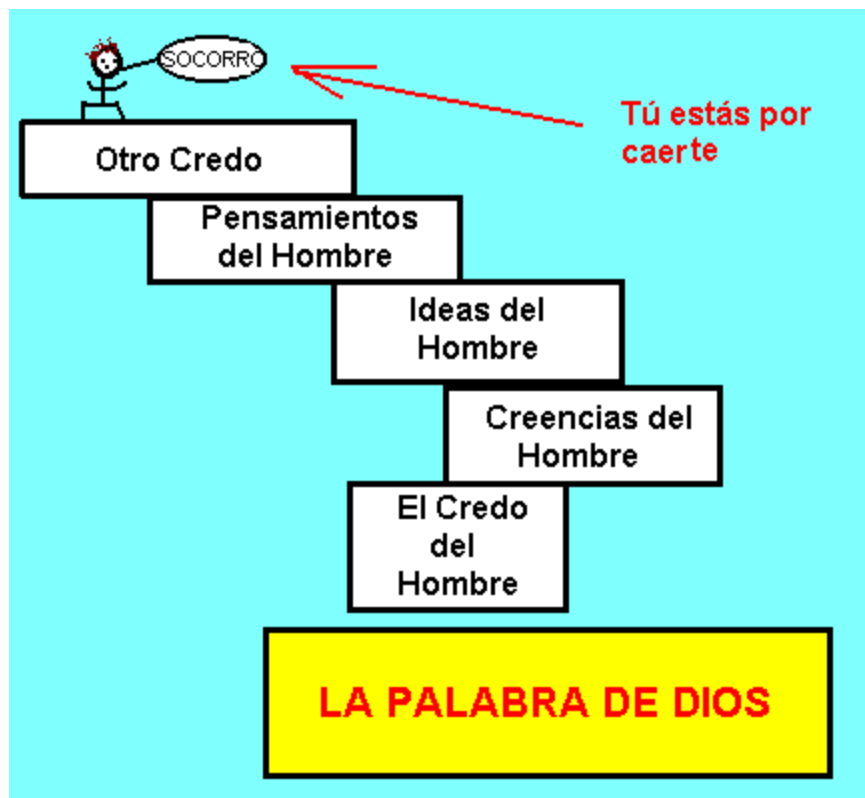 SOCORRO
Tú estás por
caerte
Otro Credo
Pensamientos
del Hombre
Ideas del
Hombre
Creencias del
Hombre
El Credo
del
Hombre
LA PALABRA DE DIOS